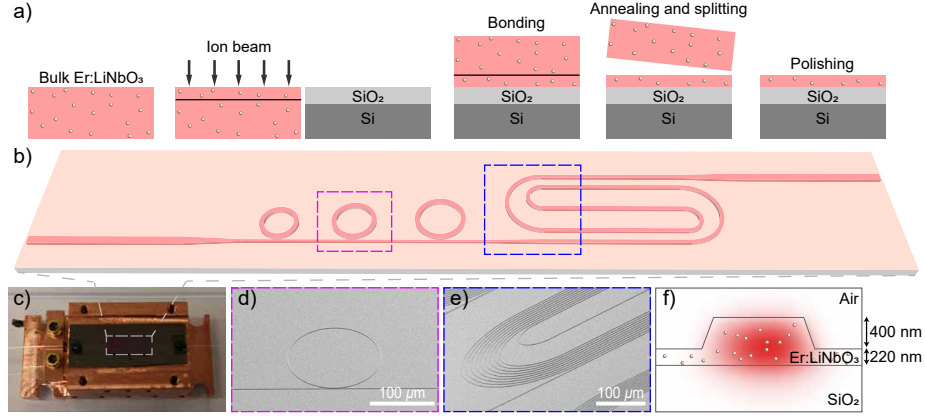 a)
Bulk Er:LiNbO₃
Ion beam
SiO₂
Si
Bonding
SiO₂
Si
Annealing and splitting
SiO₂
Si
Polishing
SiO₂
Si
b)
c)
d)
100 µm
e)
100 µm
f)
Air
400 nm
Er:LiNbO₃
220 nm
SiO₂